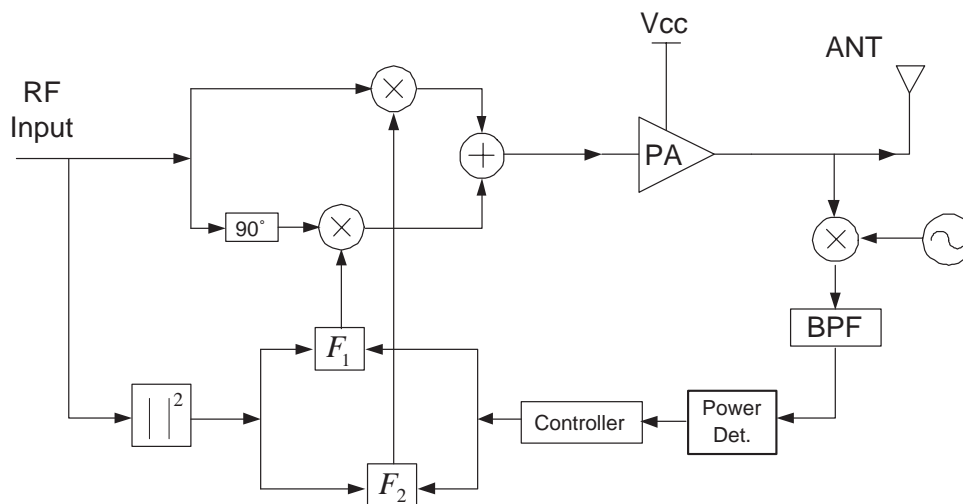 Vcc
ANT
RF
Input
×
+
PA
90°
×
×
F₁
BPF
| |²
Controller
Power
Det.
F₂